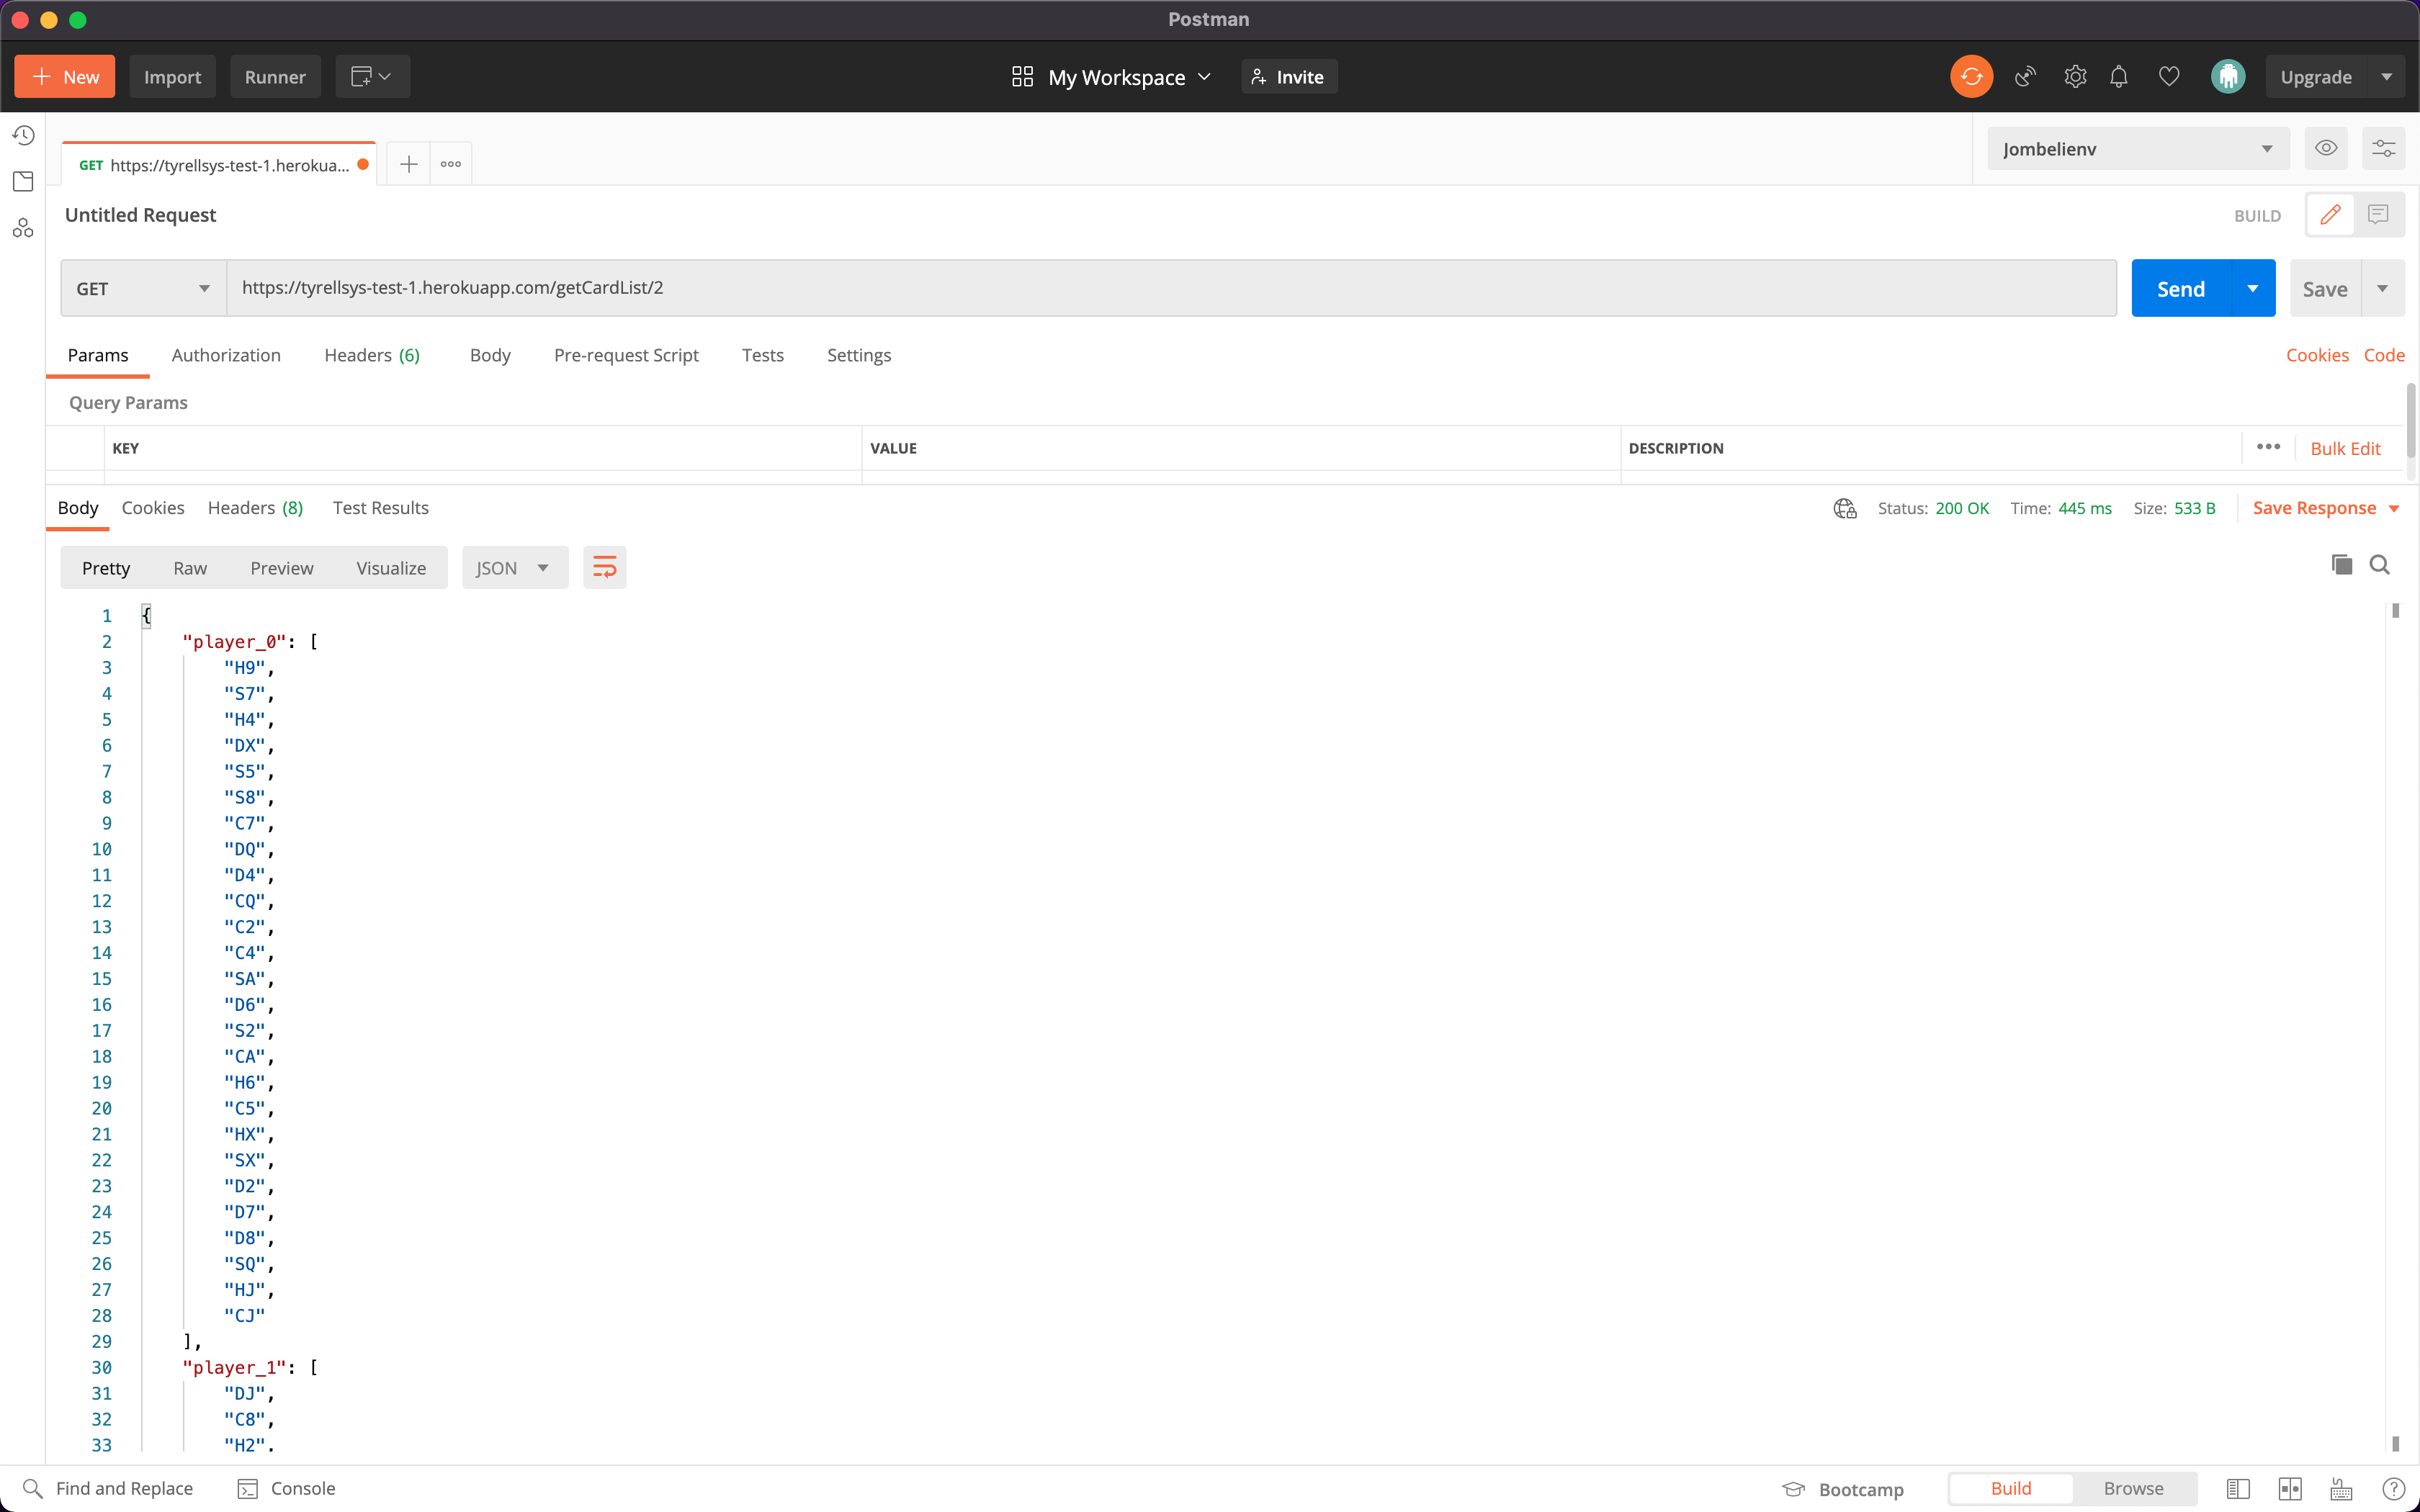 Postman
New
Import
Runner
My Workspace
Invite
Upgrade
GET https://tyrellsys-test-1.herokua...
Jombelienv
Untitled Request
BUILD
GET
https://tyrellsys-test-1.herokuapp.com/getCardList/2
Send
Save
Params Authorization Headers (6) Body Pre-request Script Tests Settings
Cookies Code
Query Params
KEY VALUE DESCRIPTION Bulk Edit
Body Cookies Headers (8) Test Results
Status: 200 OK Time: 445 ms Size: 533 B
Save Response
Pretty Raw Preview Visualize JSON
1 {
2 "player_0": [
3 "H9",
4 "S7",
5 "H4",
6 "DX",
7 "S5",
8 "S8",
9 "C7",
10 "DQ",
11 "D4",
12 "CQ",
13 "C2",
14 "C4",
15 "SA",
16 "D6",
17 "S2",
18 "CA",
19 "H6",
20 "C5",
21 "HX",
22 "SX",
23 "D2",
24 "D7",
25 "D8",
26 "SQ",
27 "HJ",
28 "CJ"
29 ],
30 "player_1": [
31 "DJ",
32 "C8",
33 "H2",
Find and Replace
Console
Bootcamp
Build
Browse